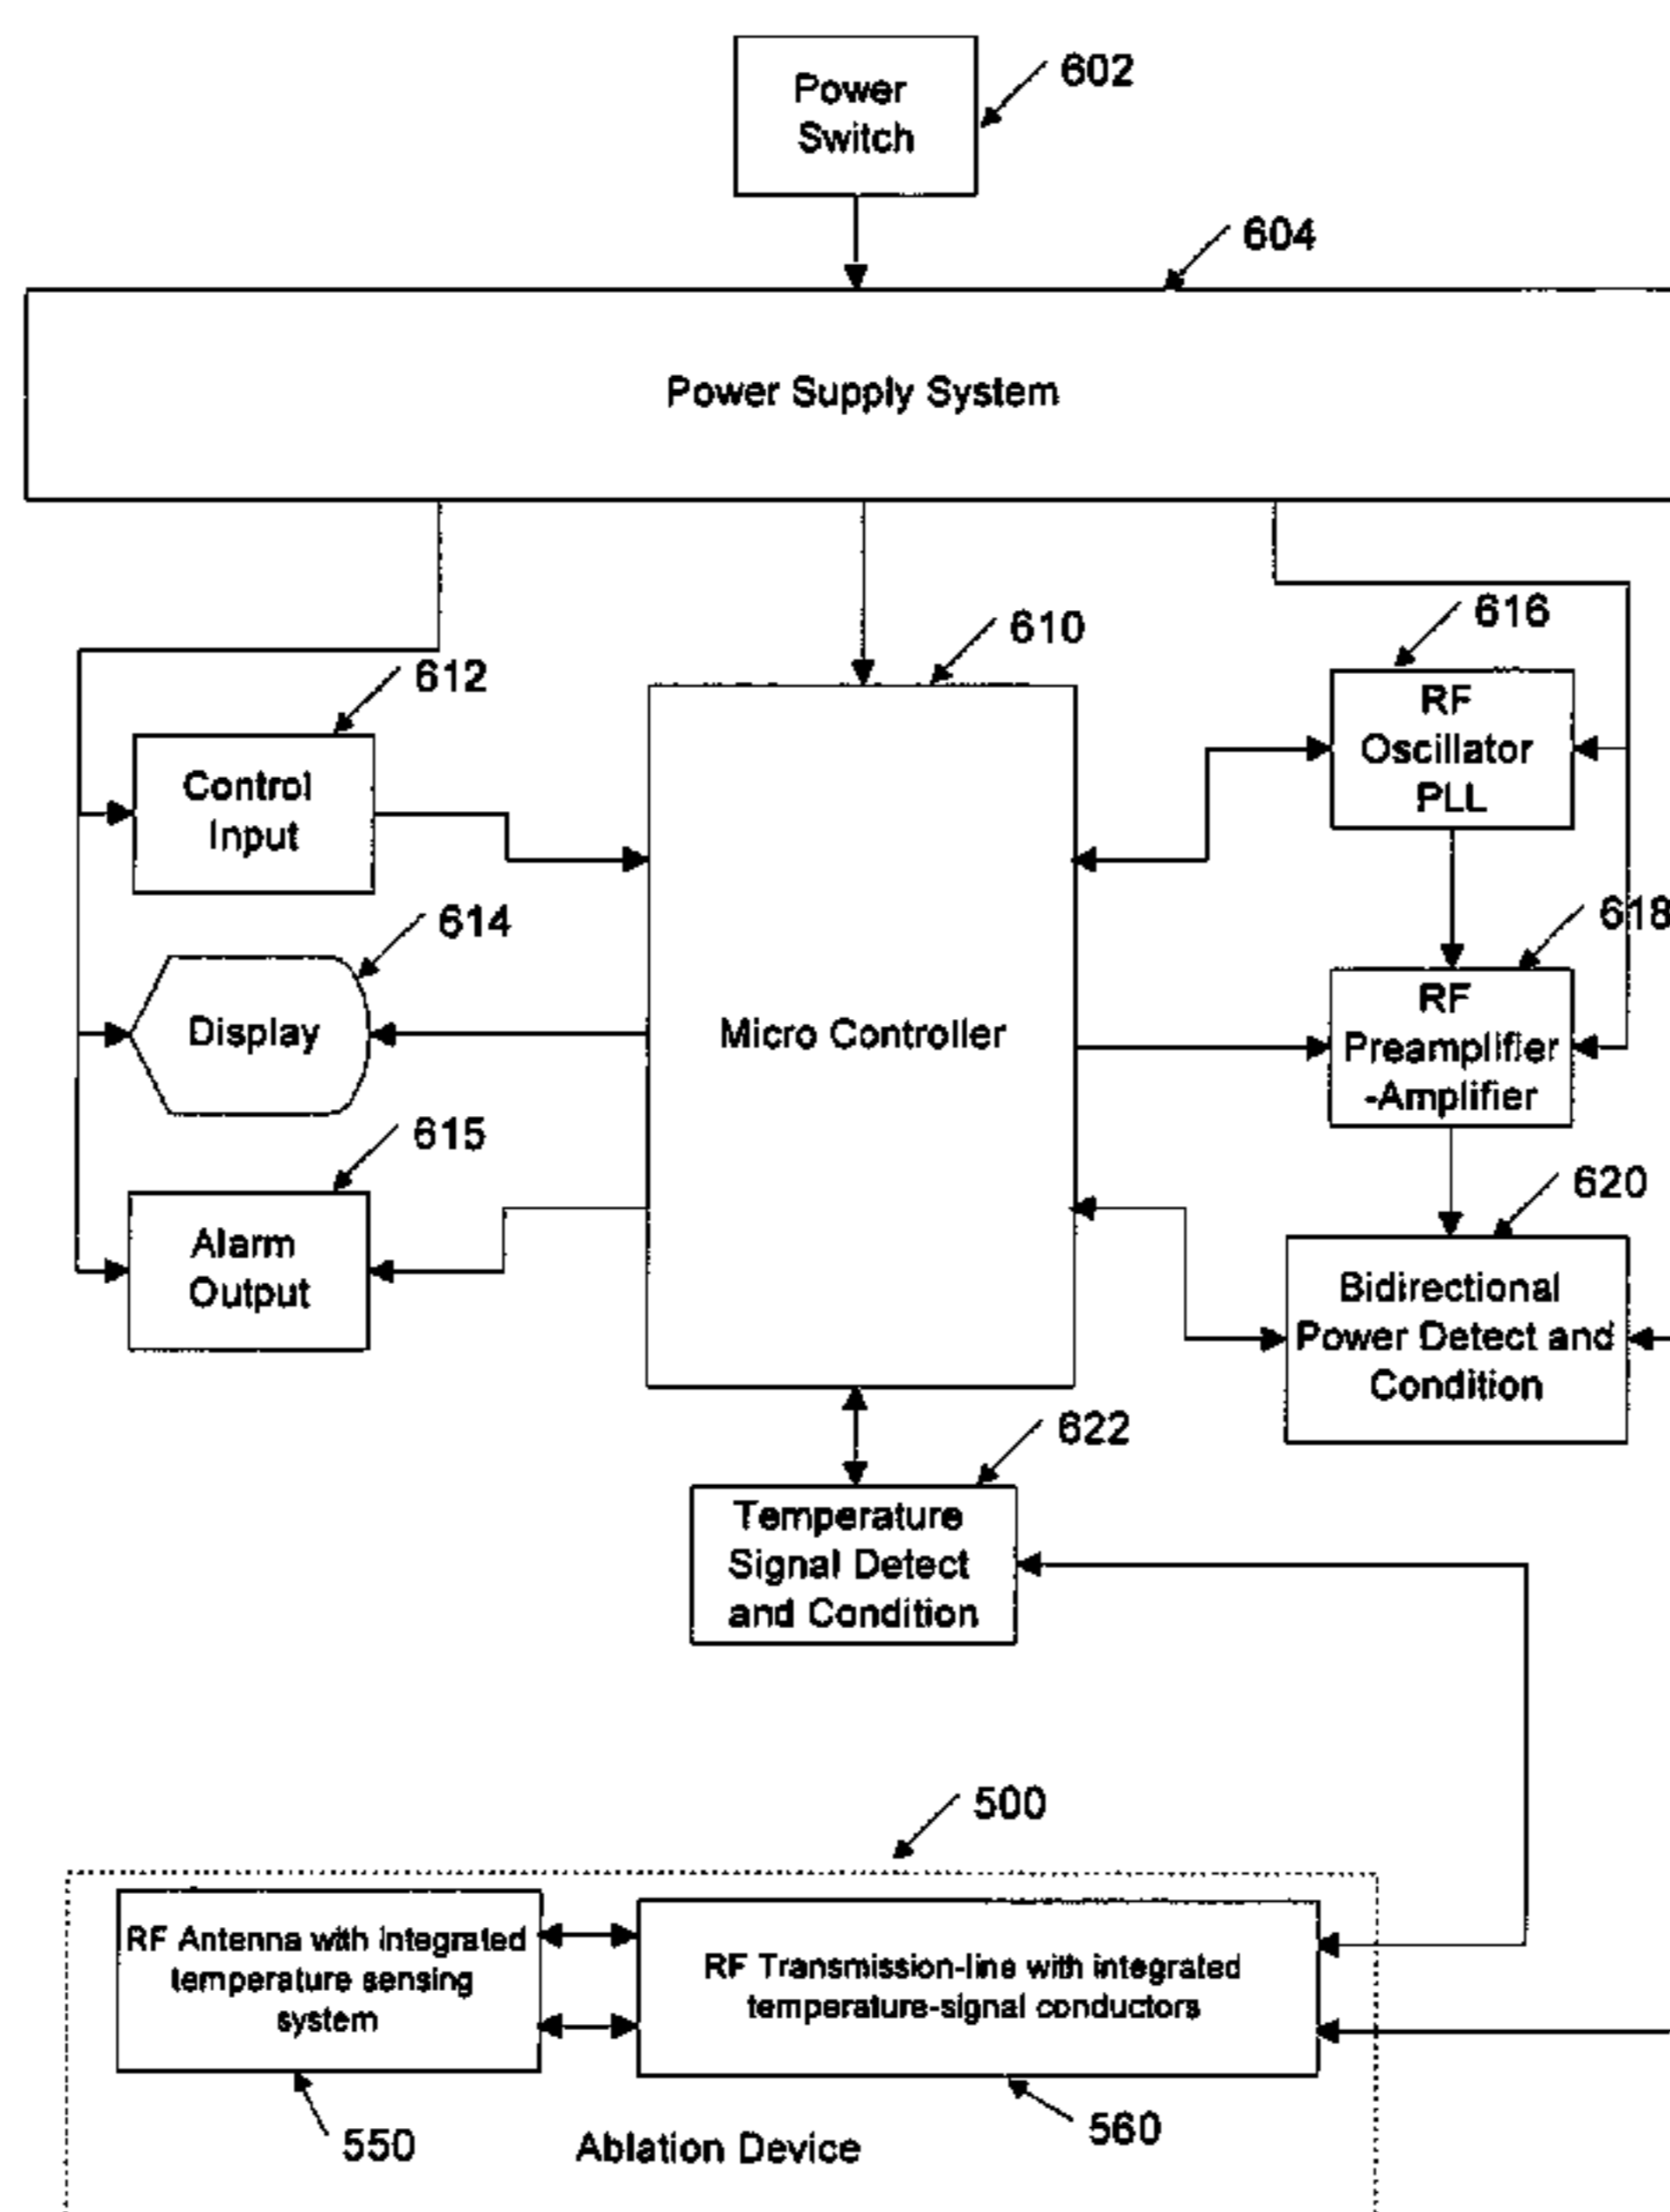 602
Power
Switch
604
Power Supply System
616
610
612
RF
Oscillator
PLL
Control
Input
614
618
RF
Preamplifier
-Amplifier
Display
Micro Controller
615
620
Alarm
Output
Bidirectional
Power Detect and
Condition
622
Temperature
Signal Detect
and Condition
500
RF Antenna with integrated
temperature sensing
system
RF Transmission-line with integrated
temperature-signal conductors
550
Ablation Device
560